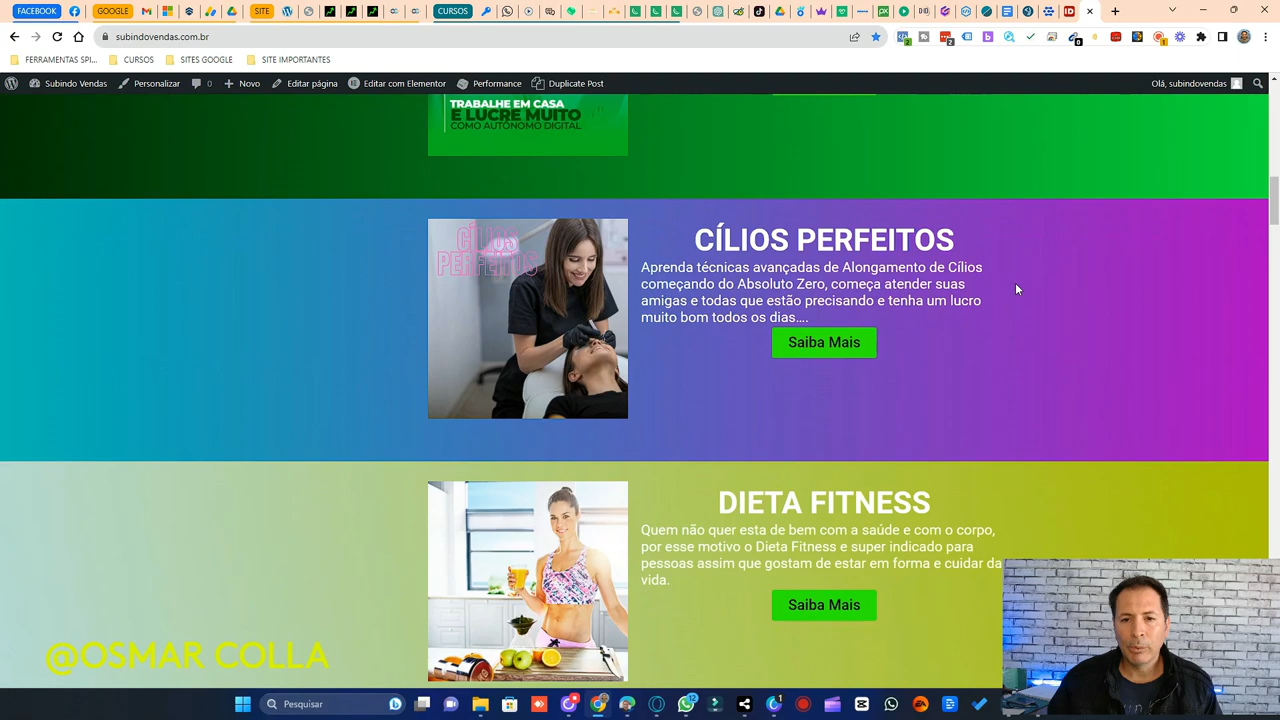 FACEBOOK
GOOGLE
SITE
CURSOS
subindovendas.com.br
FERRAMENTAS SPI...
CURSOS
SITES GOOGLE
SITE IMPORTANTES
Subindo Vendas
Personalizar
0
Novo
Editar página
Editar com Elementor
Performance
Duplicate Post
Olá, subindovendas
TRABALHE EM CASA
E LUCRE MUITO
COMO AUTÔNOMO DIGITAL
CÍLIOS
PERFEITOS
CÍLIOS PERFEITOS
Aprenda técnicas avançadas de Alongamento de Cílios
começando do Absoluto Zero, começa atender suas
amigas e todas que estão precisando e tenha um lucro
muito bom todos os dias....
Saiba Mais
DIETA FITNESS
Quem não quer esta de bem com a saúde e com o corpo,
por esse motivo o Dieta Fitness e super indicado para
pessoas assim que gostam de estar em forma e cuidar da
vida.
Saiba Mais
@OSMAR COLLA
Pesquisar